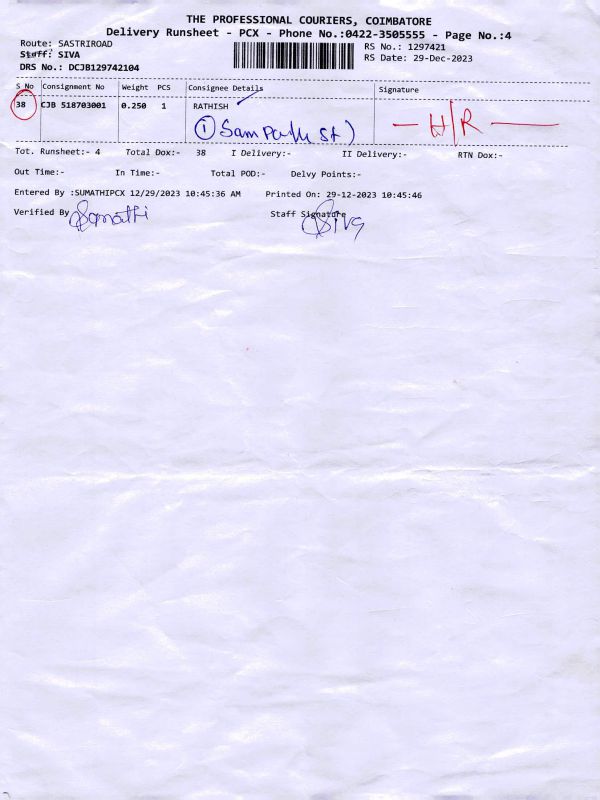 THE PROFESSIONAL COURIERS, COIMBATORE
Delivery Runsheet - PCX - Phone No.:0422-3505555 - Page No.:4
Route: SASTRIROAD
Staff: SIVA
DRS No.: DCJB129742104
RS No.: 1297421
RS Date: 29-Dec-2023
S No Consignment No Weight PCS Consignee Details Signature
38 CJB 518703001 0.250 1 RATHISH
H/R
1
Tot. Runsheet:- 4 Total Dox:- 38 I Delivery:- II Delivery:- RTN Dox:-
Out Time:- In Time:- Total POD:- Delvy Points:-
Entered By :SUMATHIPCX 12/29/2023 10:45:36 AM Printed On: 29-12-2023 10:45:46
Verified By Sumathi Staff Signature Siva